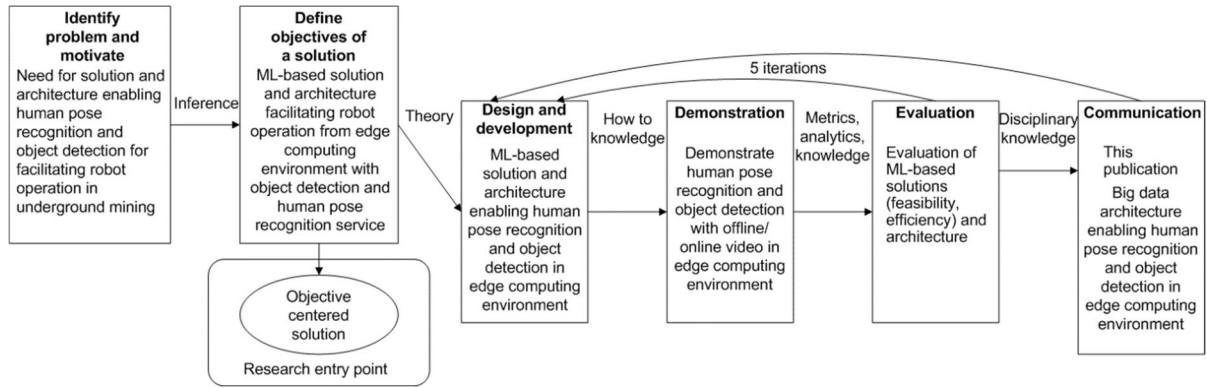 Identify
problem and
motivate
Need for solution and
architecture enabling
human pose
recognition and
object detection for
facilitating robot
operation in
underground mining
Inference
Define
objectives of
a solution
ML-based solution
and architecture
facilitating robot
operation from edge
computing
environment with
object detection and
human pose
recognition service
Objective
centered
solution
Research entry point
Theory
5 iterations
Design and
development
ML-based
solution and
architecture
enabling human
pose recognition
and object
detection in
edge computing
environment
How to
knowledge
Demonstration
Demonstrate
human pose
recognition and
object detection
with offline/
online video in
edge computing
environment
Metrics,
analytics,
knowledge
Evaluation
Evaluation of
ML-based
solutions
(feasibility,
efficiency) and
architecture
Disciplinary
knowledge
Communication
This
publication
Big data
architecture
enabling human
pose recognition
and object
detection in
edge computing
environment